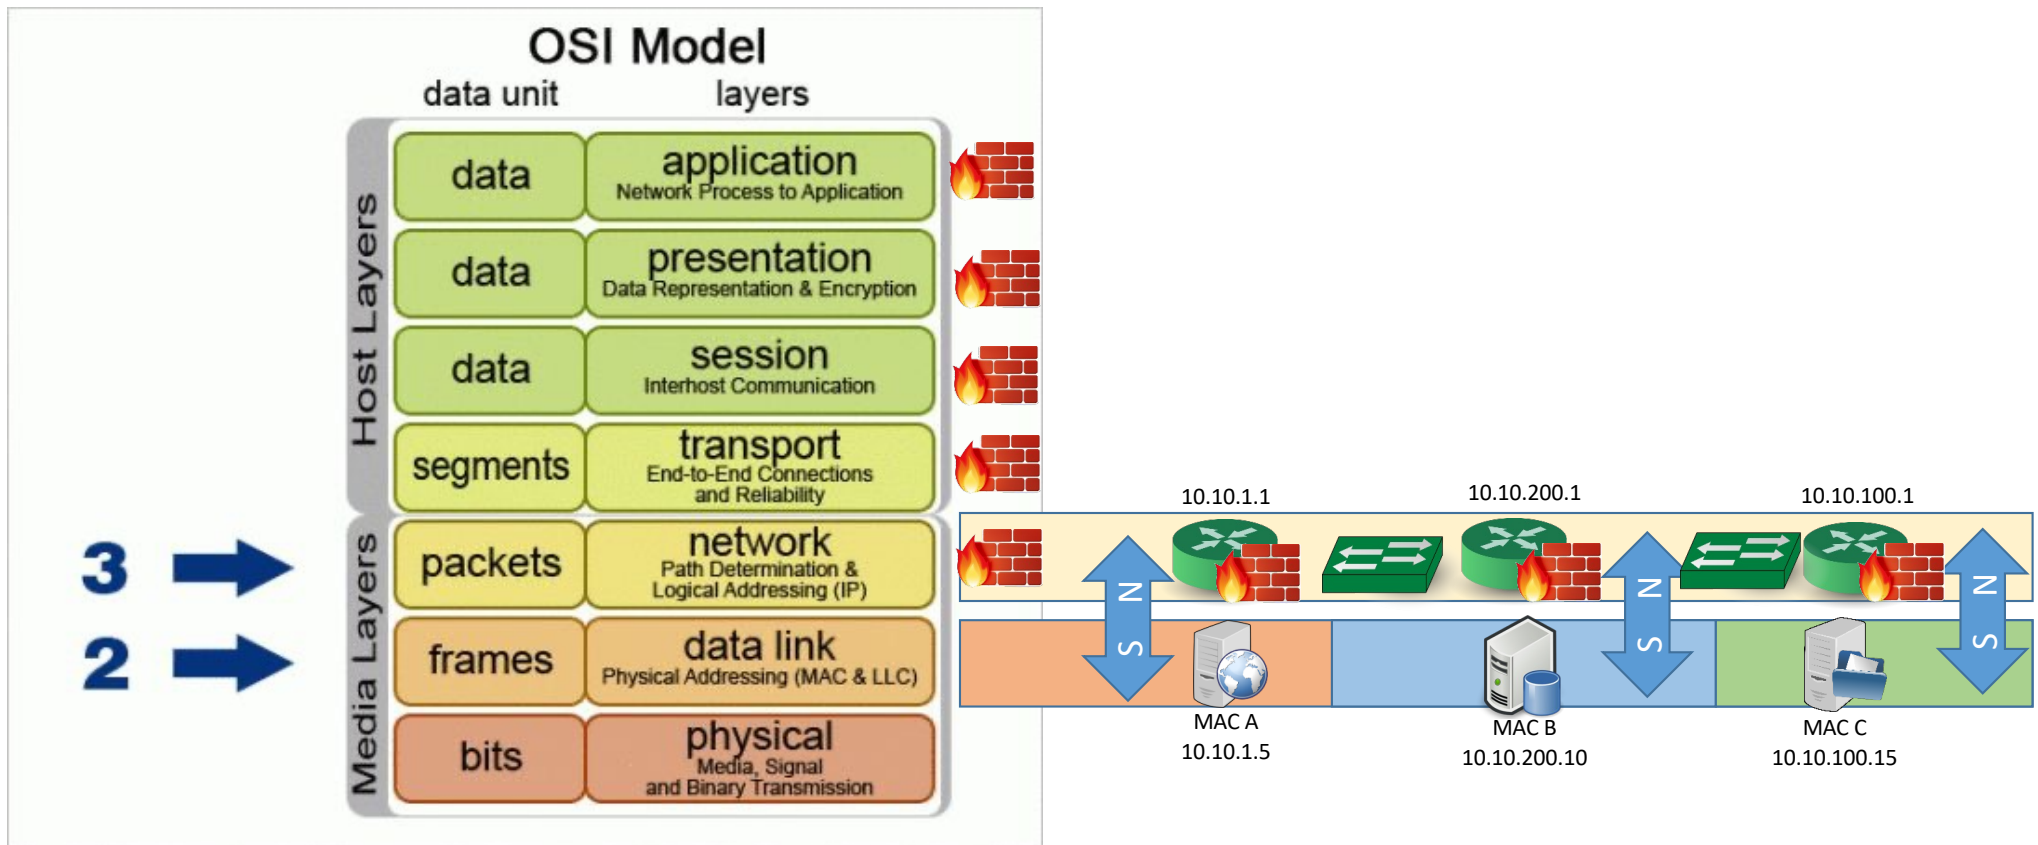 OSI Model
data unit layers
Host Layers
data
application
Network Process to Application
data
presentation
Data Representation & Encryption
data
session
Interhost Communication
segments
transport
End-to-End Connections
and Reliability
Media Layers
3
packets
network
Path Determination &
Logical Addressing (IP)
2
frames
data link
Physical Addressing (MAC & LLC)
bits
physical
Media, Signal
and Binary Transmission
10.10.1.1
10.10.200.1
10.10.100.1
N
S
N
S
N
S
MAC A
10.10.1.5
MAC B
10.10.200.10
MAC C
10.10.100.15